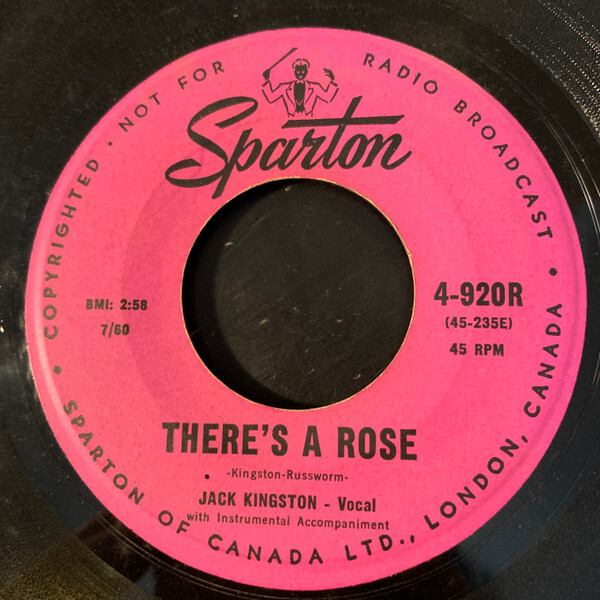 COPYRIGHTED • NOT FOR RADIO BROADCAST •
Sparton
BMI: 2:58
7/60
4-920R
(45-235E)
45 RPM
THERE'S A ROSE
-Kingston-Russworm-
JACK KINGSTON - Vocal
with Instrumental Accompaniment
• SPARTON OF CANADA LTD., LONDON, CANADA •